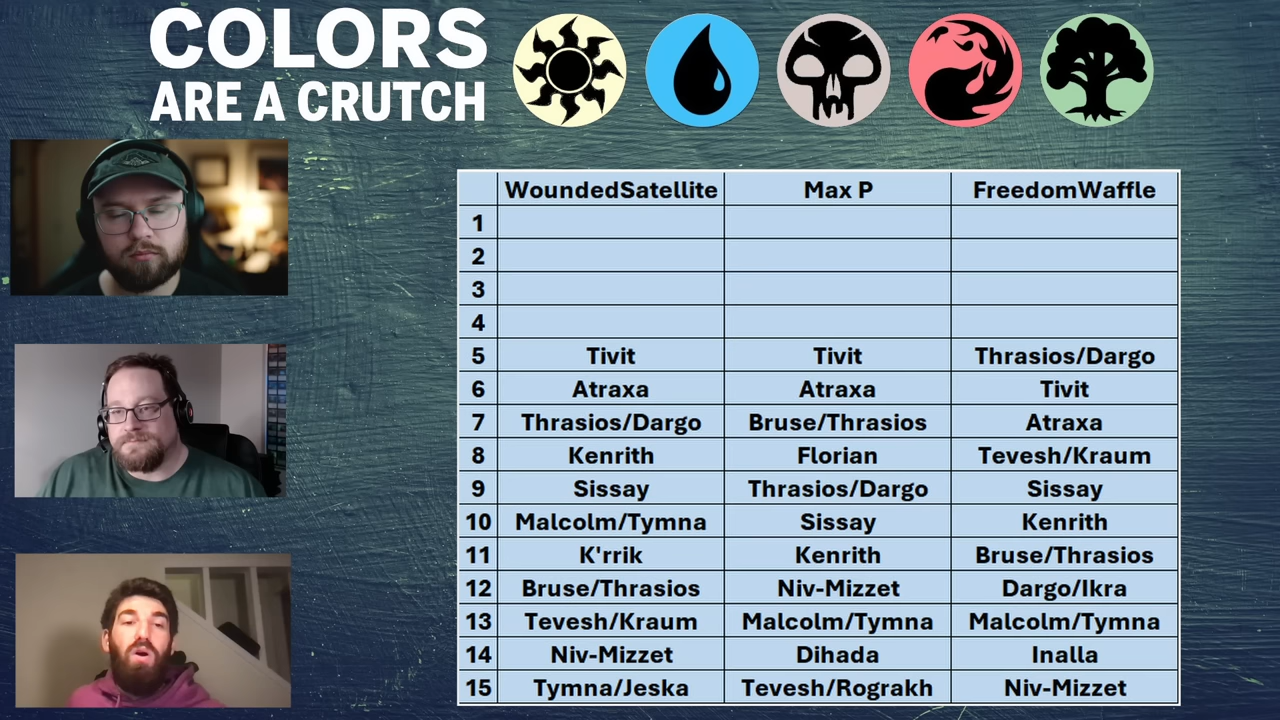 COLORS
ARE A CRUTCH
WoundedSatellite Max P FreedomWaffle
1
2
3
4
5 Tivit Tivit Thrasios/Dargo
6 Atraxa Atraxa Tivit
7 Thrasios/Dargo Bruse/Thrasios Atraxa
8 Kenrith Florian Tevesh/Kraum
9 Sissay Thrasios/Dargo Sissay
10 Malcolm/Tymna Sissay Kenrith
11 K'rrik Kenrith Bruse/Thrasios
12 Bruse/Thrasios Niv-Mizzet Dargo/Ikra
13 Tevesh/Kraum Malcolm/Tymna Malcolm/Tymna
14 Niv-Mizzet Dihada Inalla
15 Tymna/Jeska Tevesh/Rograkh Niv-Mizzet